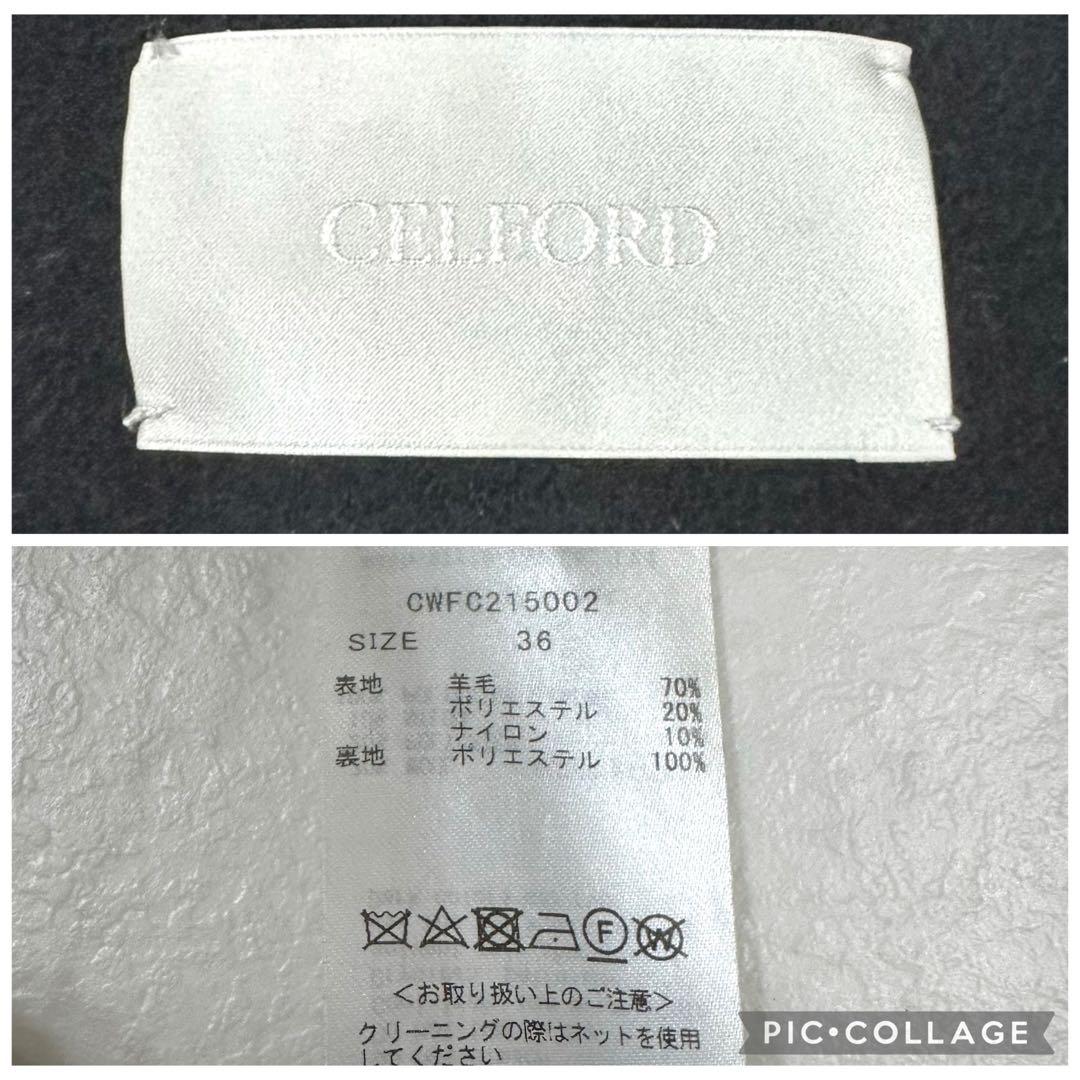 CELFORD
CWFC215002
SIZE 36
表地 羊毛 70%
ポリエステル 20%
ナイロン 10%
裏地 ポリエステル 100%
F W
<お取り扱い上のご注意>
クリーニングの際はネットを使用
してください
PIC•COLLAGE